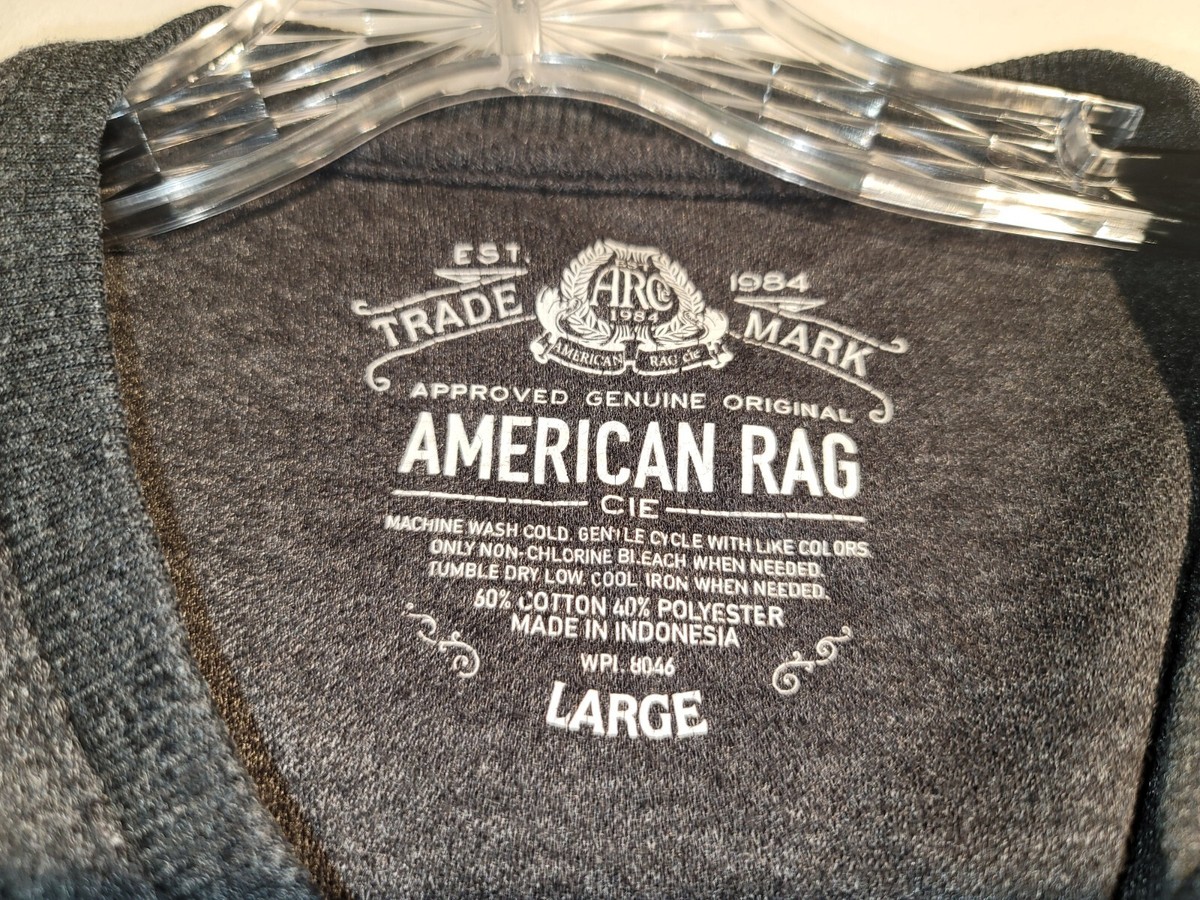 EST. 1984
TRADE MARK
ARC
Cie
1984
AMERICAN RAG cie
APPROVED GENUINE ORIGINAL
AMERICAN RAG
CIE
MACHINE WASH COLD. GENTLE CYCLE WITH LIKE COLORS.
ONLY NON-CHLORINE BLEACH WHEN NEEDED.
TUMBLE DRY LOW. COOL IRON WHEN NEEDED.
60% COTTON 40% POLYESTER
MADE IN INDONESIA
WPL 8046
LARGE